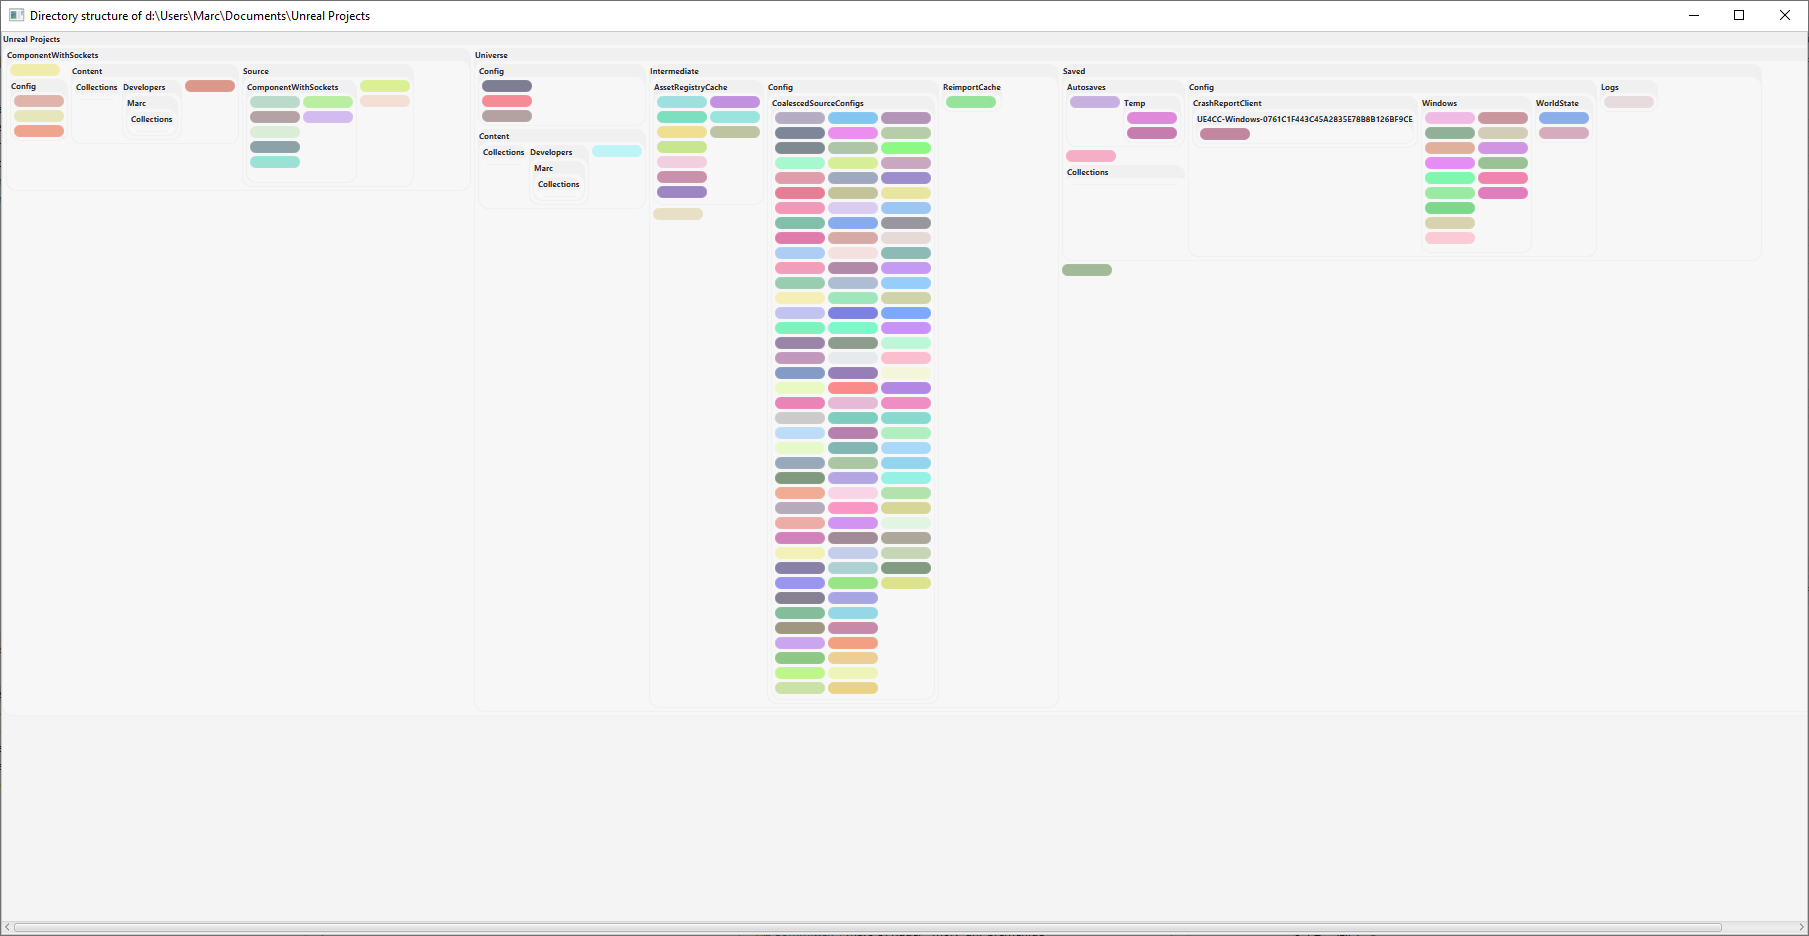 Directory structure of d:\Users\Marc\Documents\Unreal Projects
Unreal Projects
ComponentWithSockets
Config
Content
Collections
Developers
Marc
Collections
Source
ComponentWithSockets
Universe
Config
Content
Collections
Developers
Marc
Collections
Intermediate
AssetRegistryCache
Config
CoalescedSourceConfigs
ReimportCache
Saved
Autosaves
Temp
Collections
Config
CrashReportClient
UE4CC-Windows-0761C1F443C45A2835E78B8B126BF9CE
Windows
WorldState
Logs